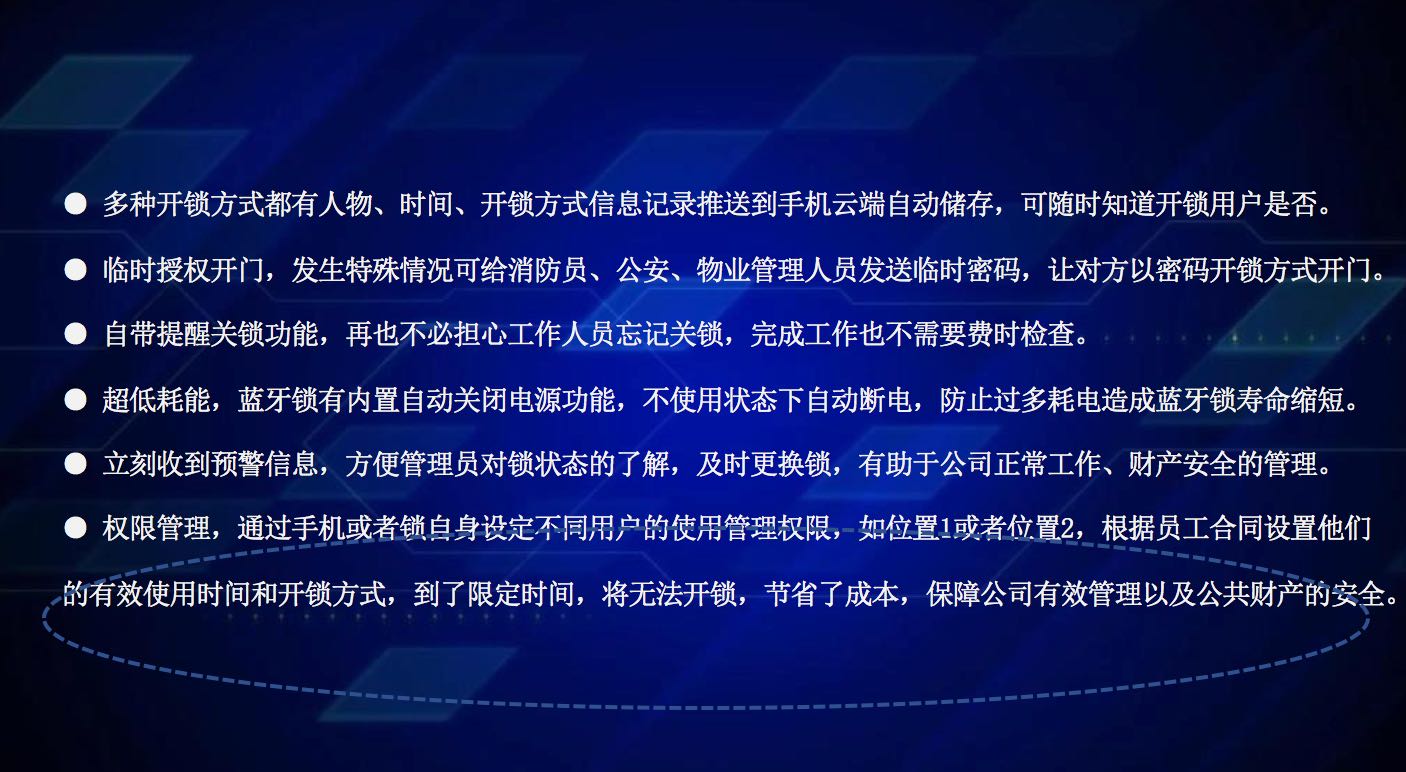 ● 多种开锁方式都有人物、时间、开锁方式信息记录推送到手机云端自动储存，可随时知道开锁用户是否。
● 临时授权开门，发生特殊情况可给消防员、公安、物业管理人员发送临时密码，让对方以密码开锁方式开门。
● 自带提醒关锁功能，再也不必担心工作人员忘记关锁，完成工作也不需要费时检查。
● 超低耗能，蓝牙锁有内置自动关闭电源功能，不使用状态下自动断电，防止过多耗电造成蓝牙锁寿命缩短。
● 立刻收到预警信息，方便管理员对锁状态的了解，及时更换锁，有助于公司正常工作、财产安全的管理。
● 权限管理，通过手机或者锁自身设定不同用户的使用管理权限，如位置1或者位置2，根据员工合同设置他们
的有效使用时间和开锁方式，到了限定时间，将无法开锁，节省了成本，保障公司有效管理以及公共财产的安全。